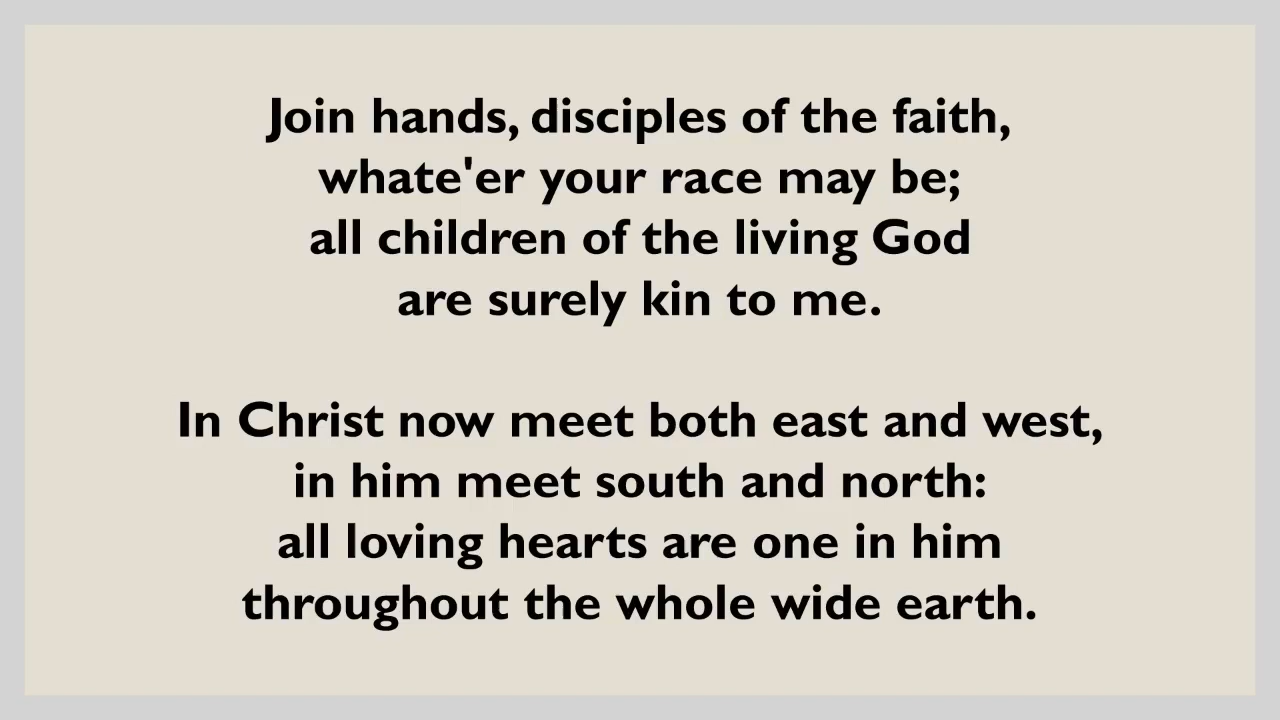 Join hands, disciples of the faith,
whate'er your race may be;
all children of the living God
are surely kin to me.
In Christ now meet both east and west,
in him meet south and north:
all loving hearts are one in him
throughout the whole wide earth.